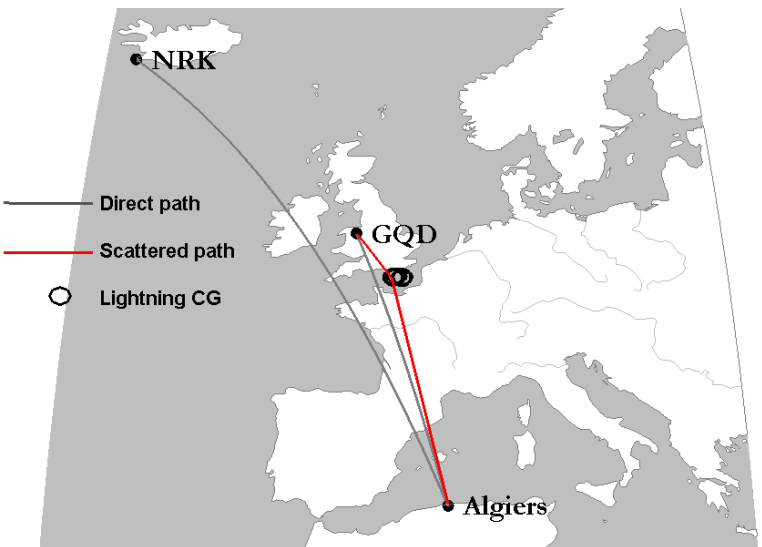 NRK
Direct path
GQD
Scattered path
Lightning CG
Algiers